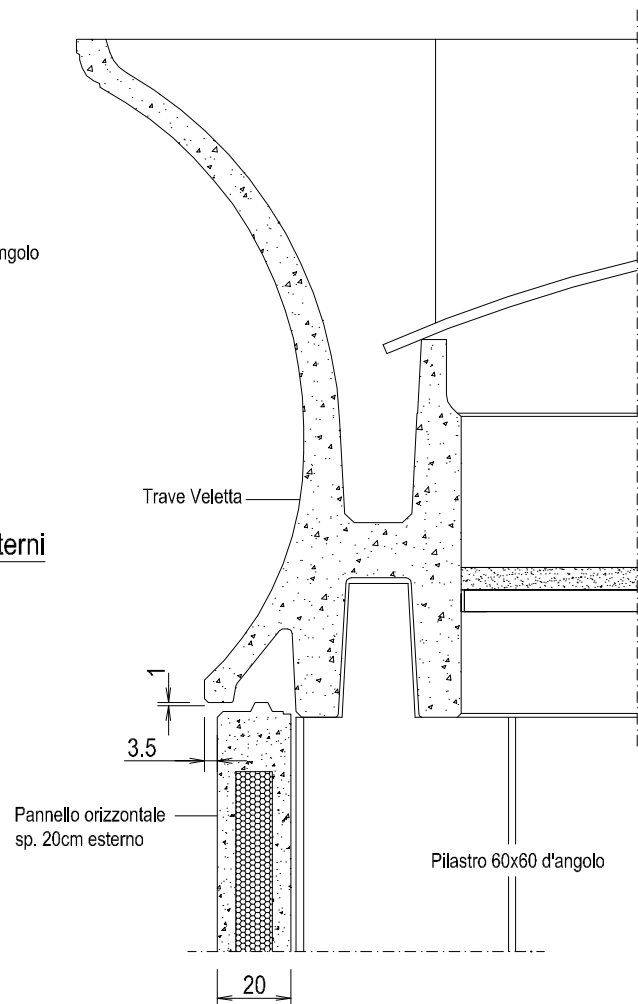 ngolo
Trave Veletta
terni
1
3.5
Pannello orizzontale
sp. 20cm esterno
Pilastro 60x60 d'angolo
20